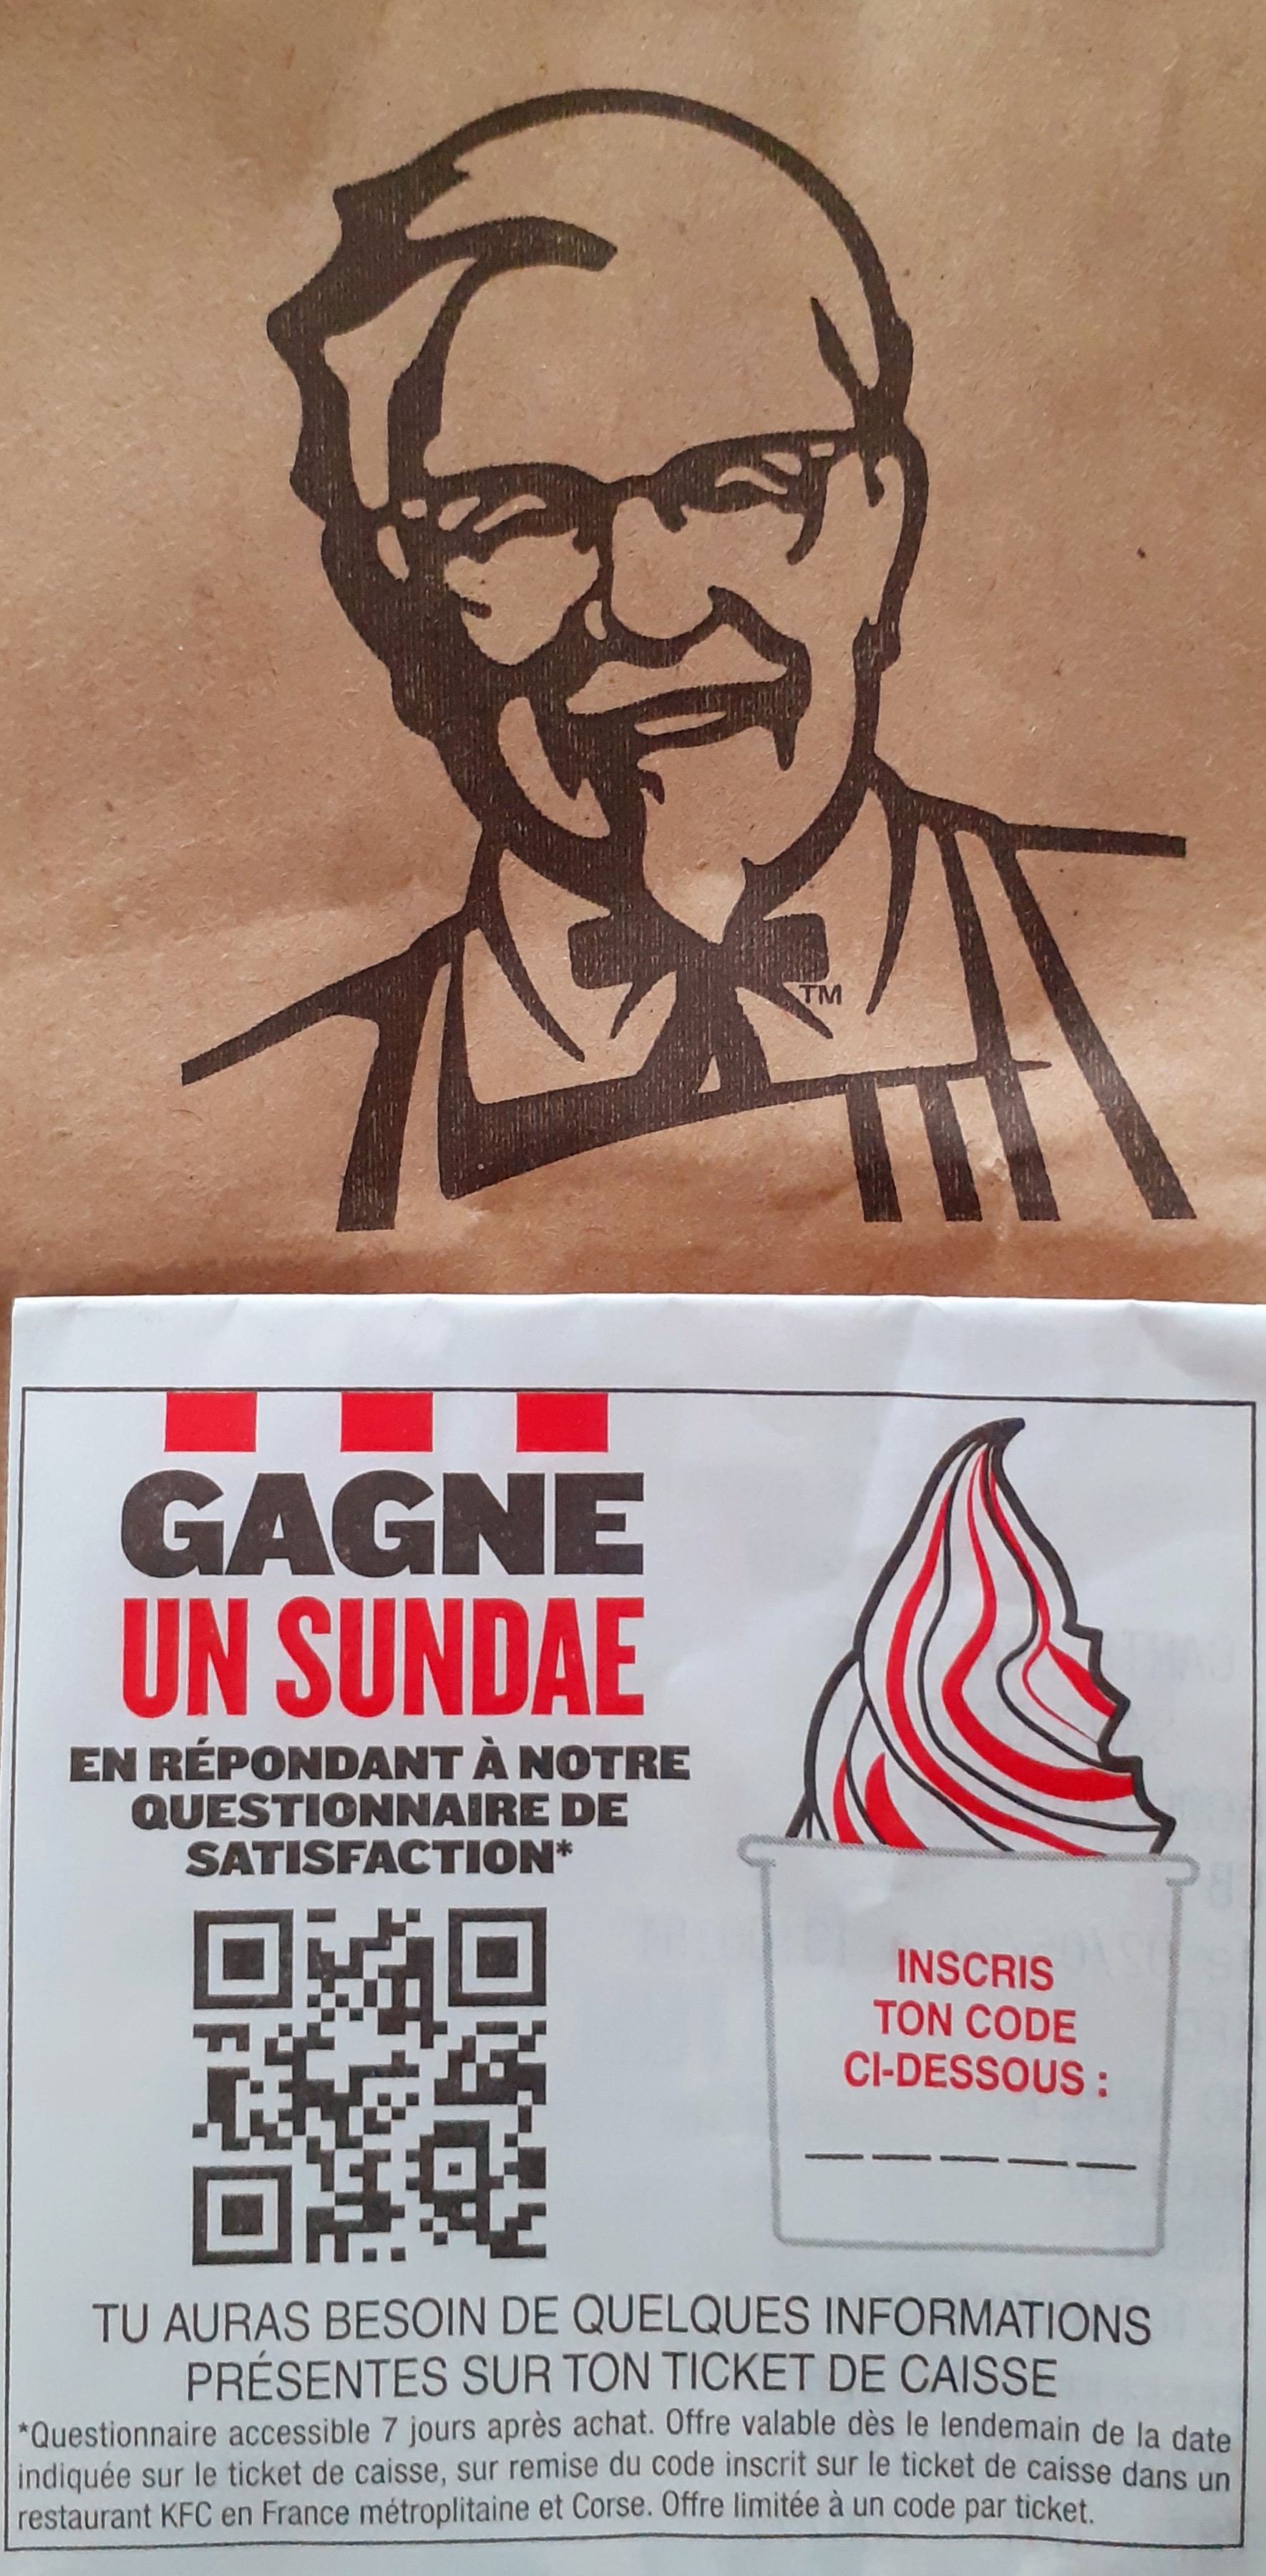 TM
GAGNE
UN SUNDAE
EN RÉPONDANT À NOTRE
QUESTIONNAIRE DE
SATISFACTION*
INSCRIS
TON CODE
CI-DESSOUS :
_ _ _ _ _
TU AURAS BESOIN DE QUELQUES INFORMATIONS
PRÉSENTES SUR TON TICKET DE CAISSE
*Questionnaire accessible 7 jours après achat. Offre valable dès le lendemain de la date
indiquée sur le ticket de caisse, sur remise du code inscrit sur le ticket de caisse dans un
restaurant KFC en France métroplitaine et Corse. Offre limitée à un code par ticket.